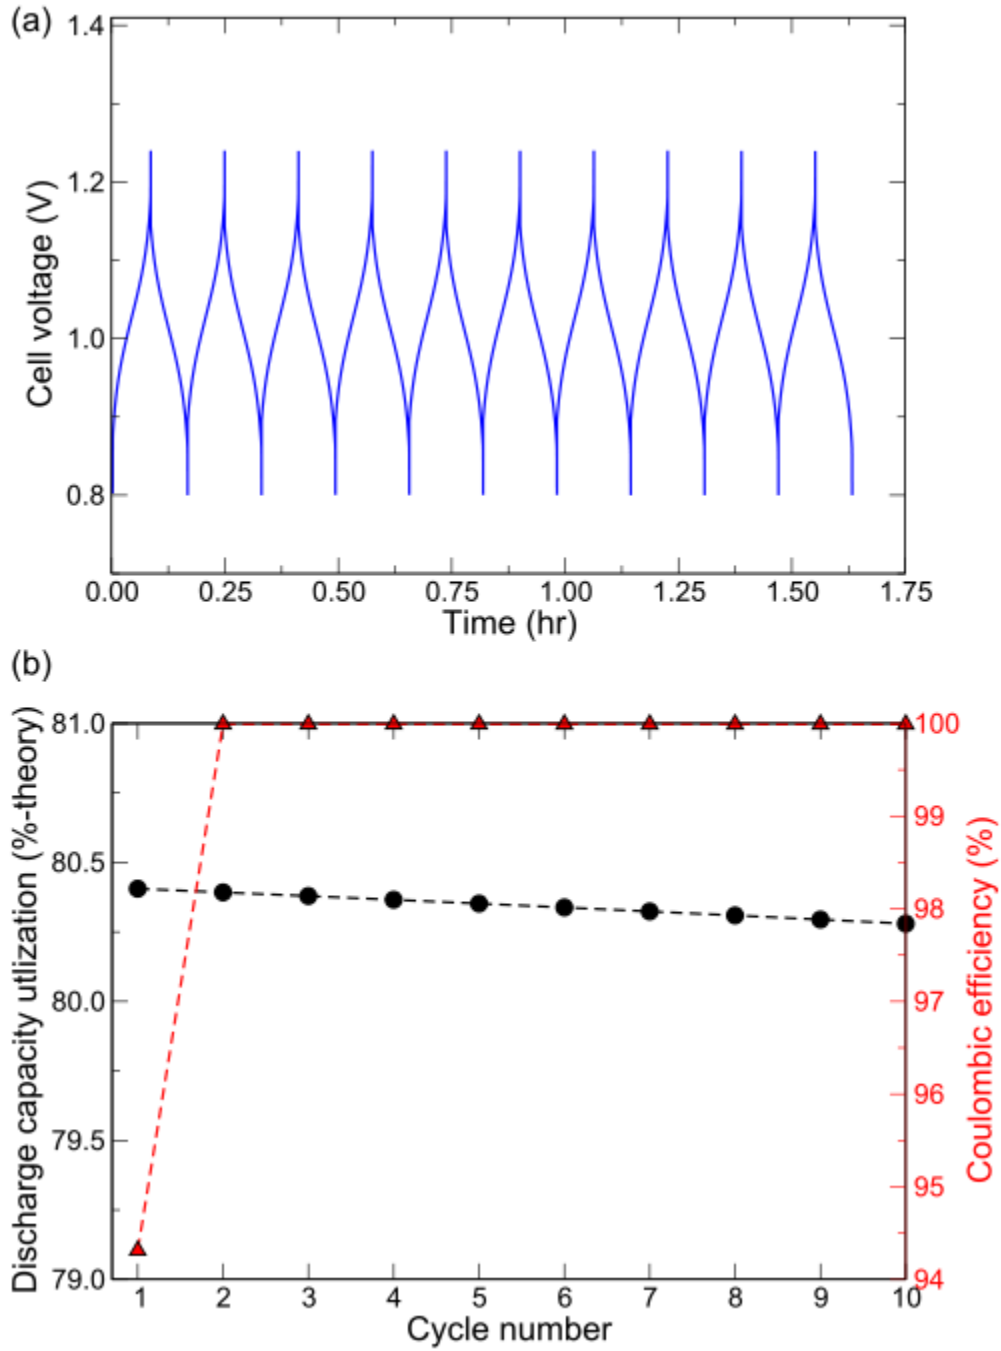 (a)
1.4
1.2
1.0
0.8
Cell voltage (V)
0.00 0.25 0.50 0.75 1.00 1.25 1.50 1.75
Time (hr)
(b)
81.0
80.5
80.0
79.5
79.0
Discharge capacity utlization (%-theory)
100
99
98
97
96
95
94
Coulombic efficiency (%)
1 2 3 4 5 6 7 8 9 10
Cycle number